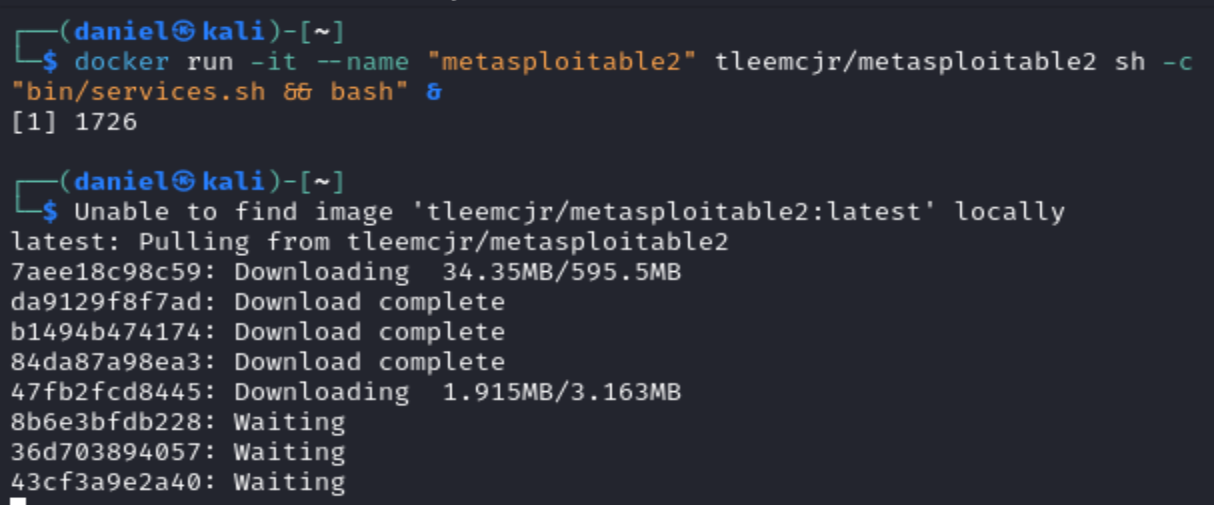 ┌──(daniel㉿kali)-[~]
└─$ docker run -it --name "metasploitable2" tleemcjr/metasploitable2 sh -c
"bin/services.sh && bash" &
[1] 1726
┌──(daniel㉿kali)-[~]
└─$ Unable to find image 'tleemcjr/metasploitable2:latest' locally
latest: Pulling from tleemcjr/metasploitable2
7aee18c98c59: Downloading  34.35MB/595.5MB
da9129f8f7ad: Download complete
b1494b474174: Download complete
84da87a98ea3: Download complete
47fb2fcd8445: Downloading  1.915MB/3.163MB
8b6e3bfdb228: Waiting
36d703894057: Waiting
43cf3a9e2a40: Waiting